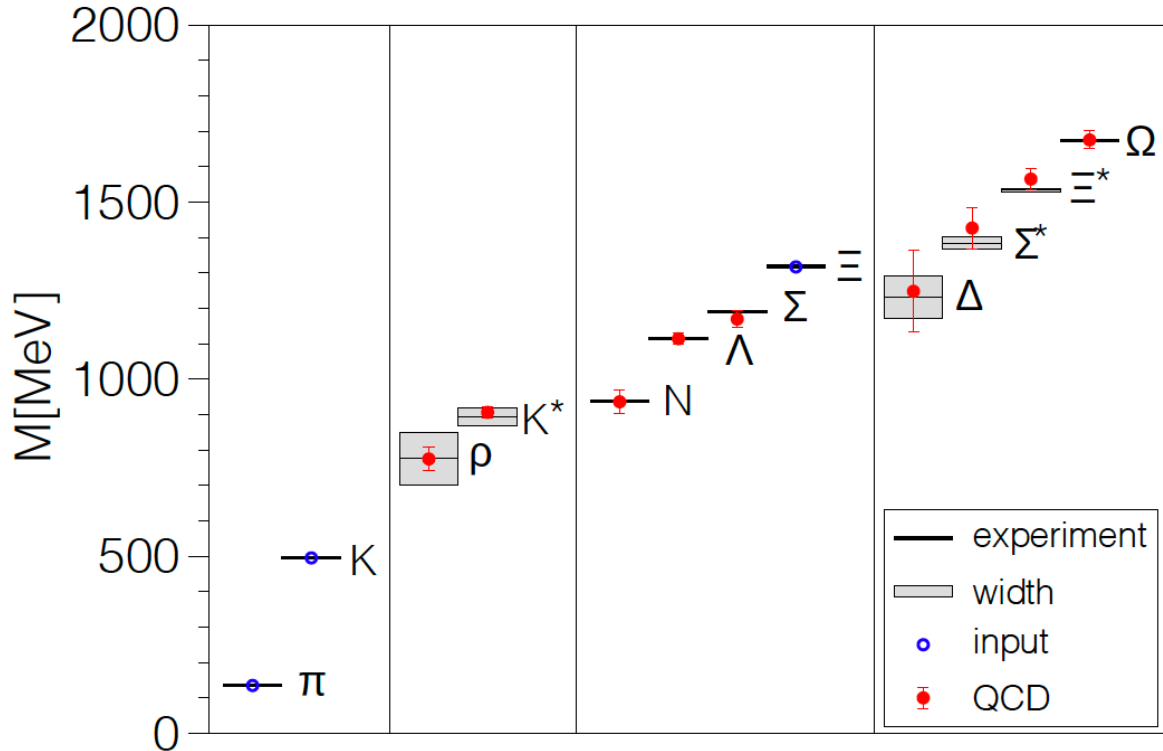 M[MeV]
2000
1500
1000
500
0
π
K
ρ
K*
N
Λ
Σ
Ξ
Δ
Σ*
Ξ*
Ω
experiment
width
input
QCD